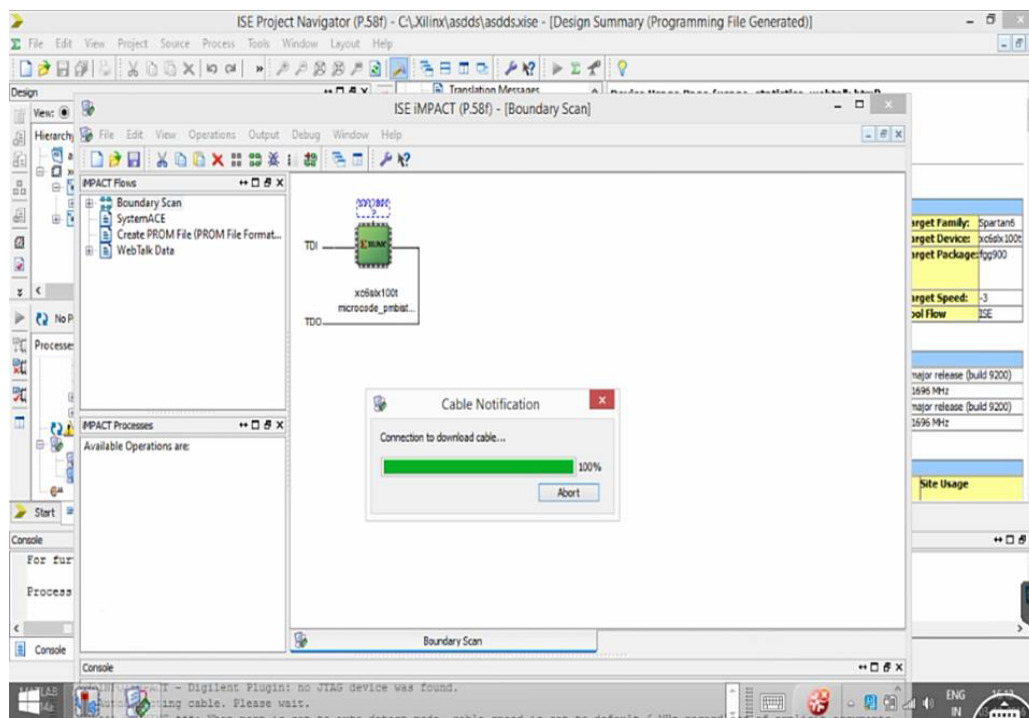 ISE Project Navigator (P.58f) - C:\.Xilinx\asdds\asdds.xise - [Design Summary (Programming File Generated)]
File Edit View Project Source Process Tools Window Layout Help
Design
Translation Messages
View:
Hierarchy
ISE iMPACT (P.58f) - [Boundary Scan]
File Edit View Operations Output Debug Window Help
iMPACT Flows
Boundary Scan
SystemACE
Create PROM File (PROM File Format...
WebTalk Data
TDI
XILINX
xc6slx100t
microcode_pmbist...
TDO
arget Family: Spartan6
arget Device: xc6slx100t
arget Package: fgg900
arget Speed: -3
ool Flow ISE
No P
Processe
major release (build 9200)
1696 MHz
major release (build 9200)
1696 MHz
Cable Notification
Connection to download cable...
100%
Abort
iMPACT Processes
Available Operations are:
Site Usage
Start
Console
For fur
Process
Console
Boundary Scan
Console
- Digilent Plugin: no JTAG device was found.
ting cable. Please wait.
ENG
IN